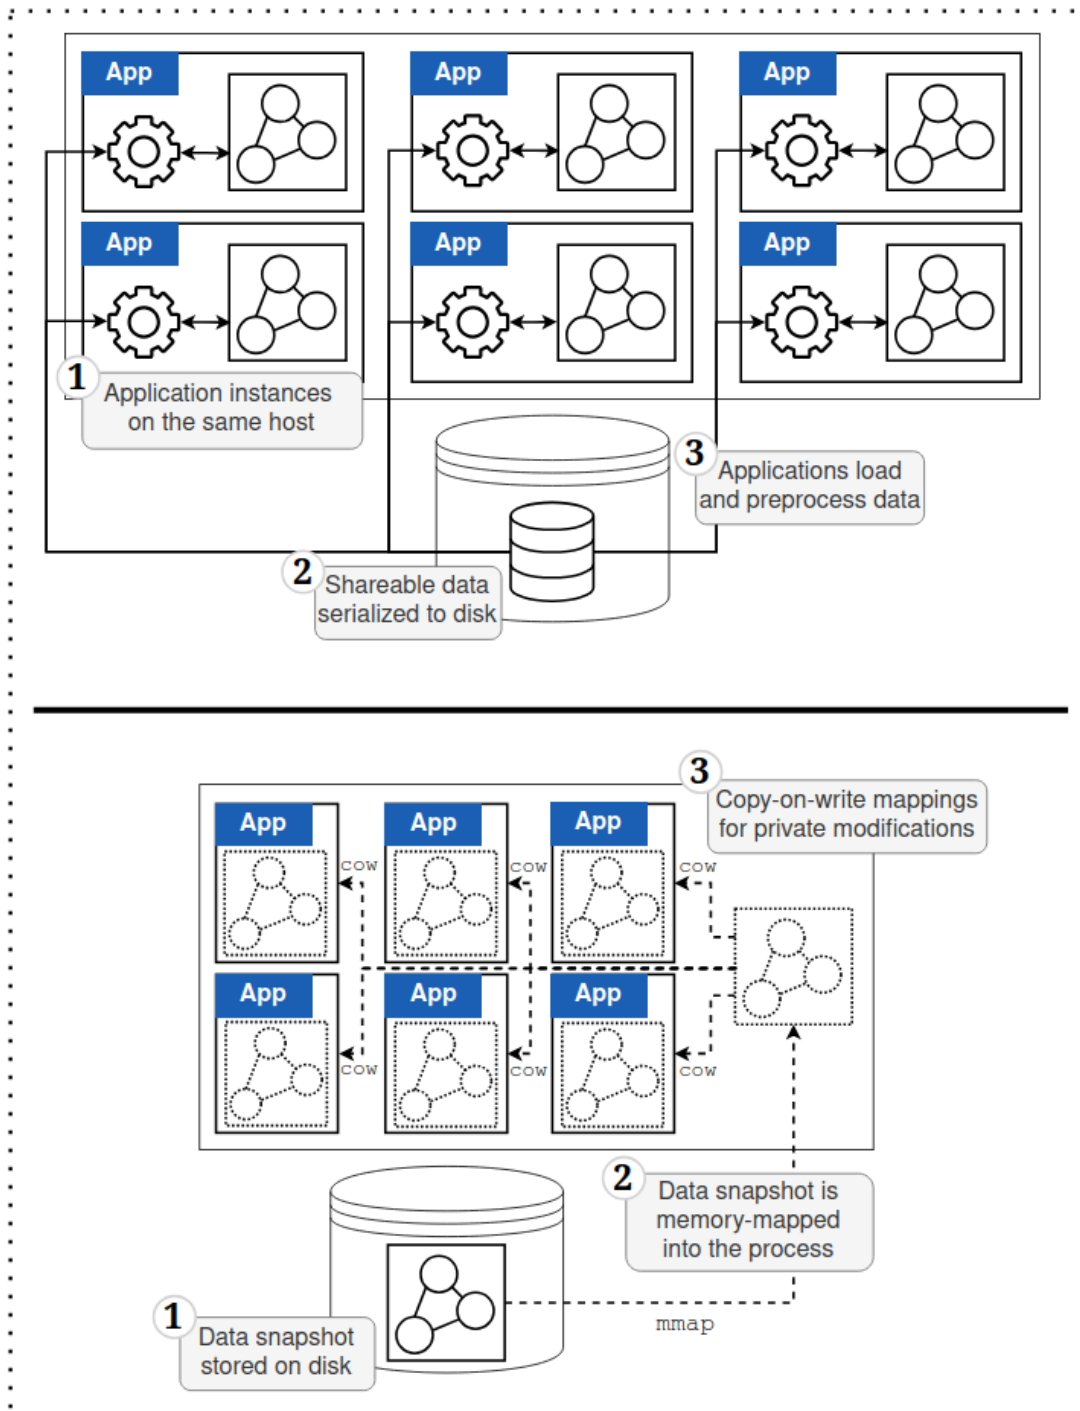 App
App
App
App
App
App
1
Application instances
on the same host
3
Applications load
and preprocess data
2
Shareable data
serialized to disk
3
Copy-on-write mappings
for private modifications
App
App
App
COW
COW
COW
App
App
App
COW
COW
COW
2
Data snapshot is
memory-mapped
into the process
1
Data snapshot
stored on disk
mmap